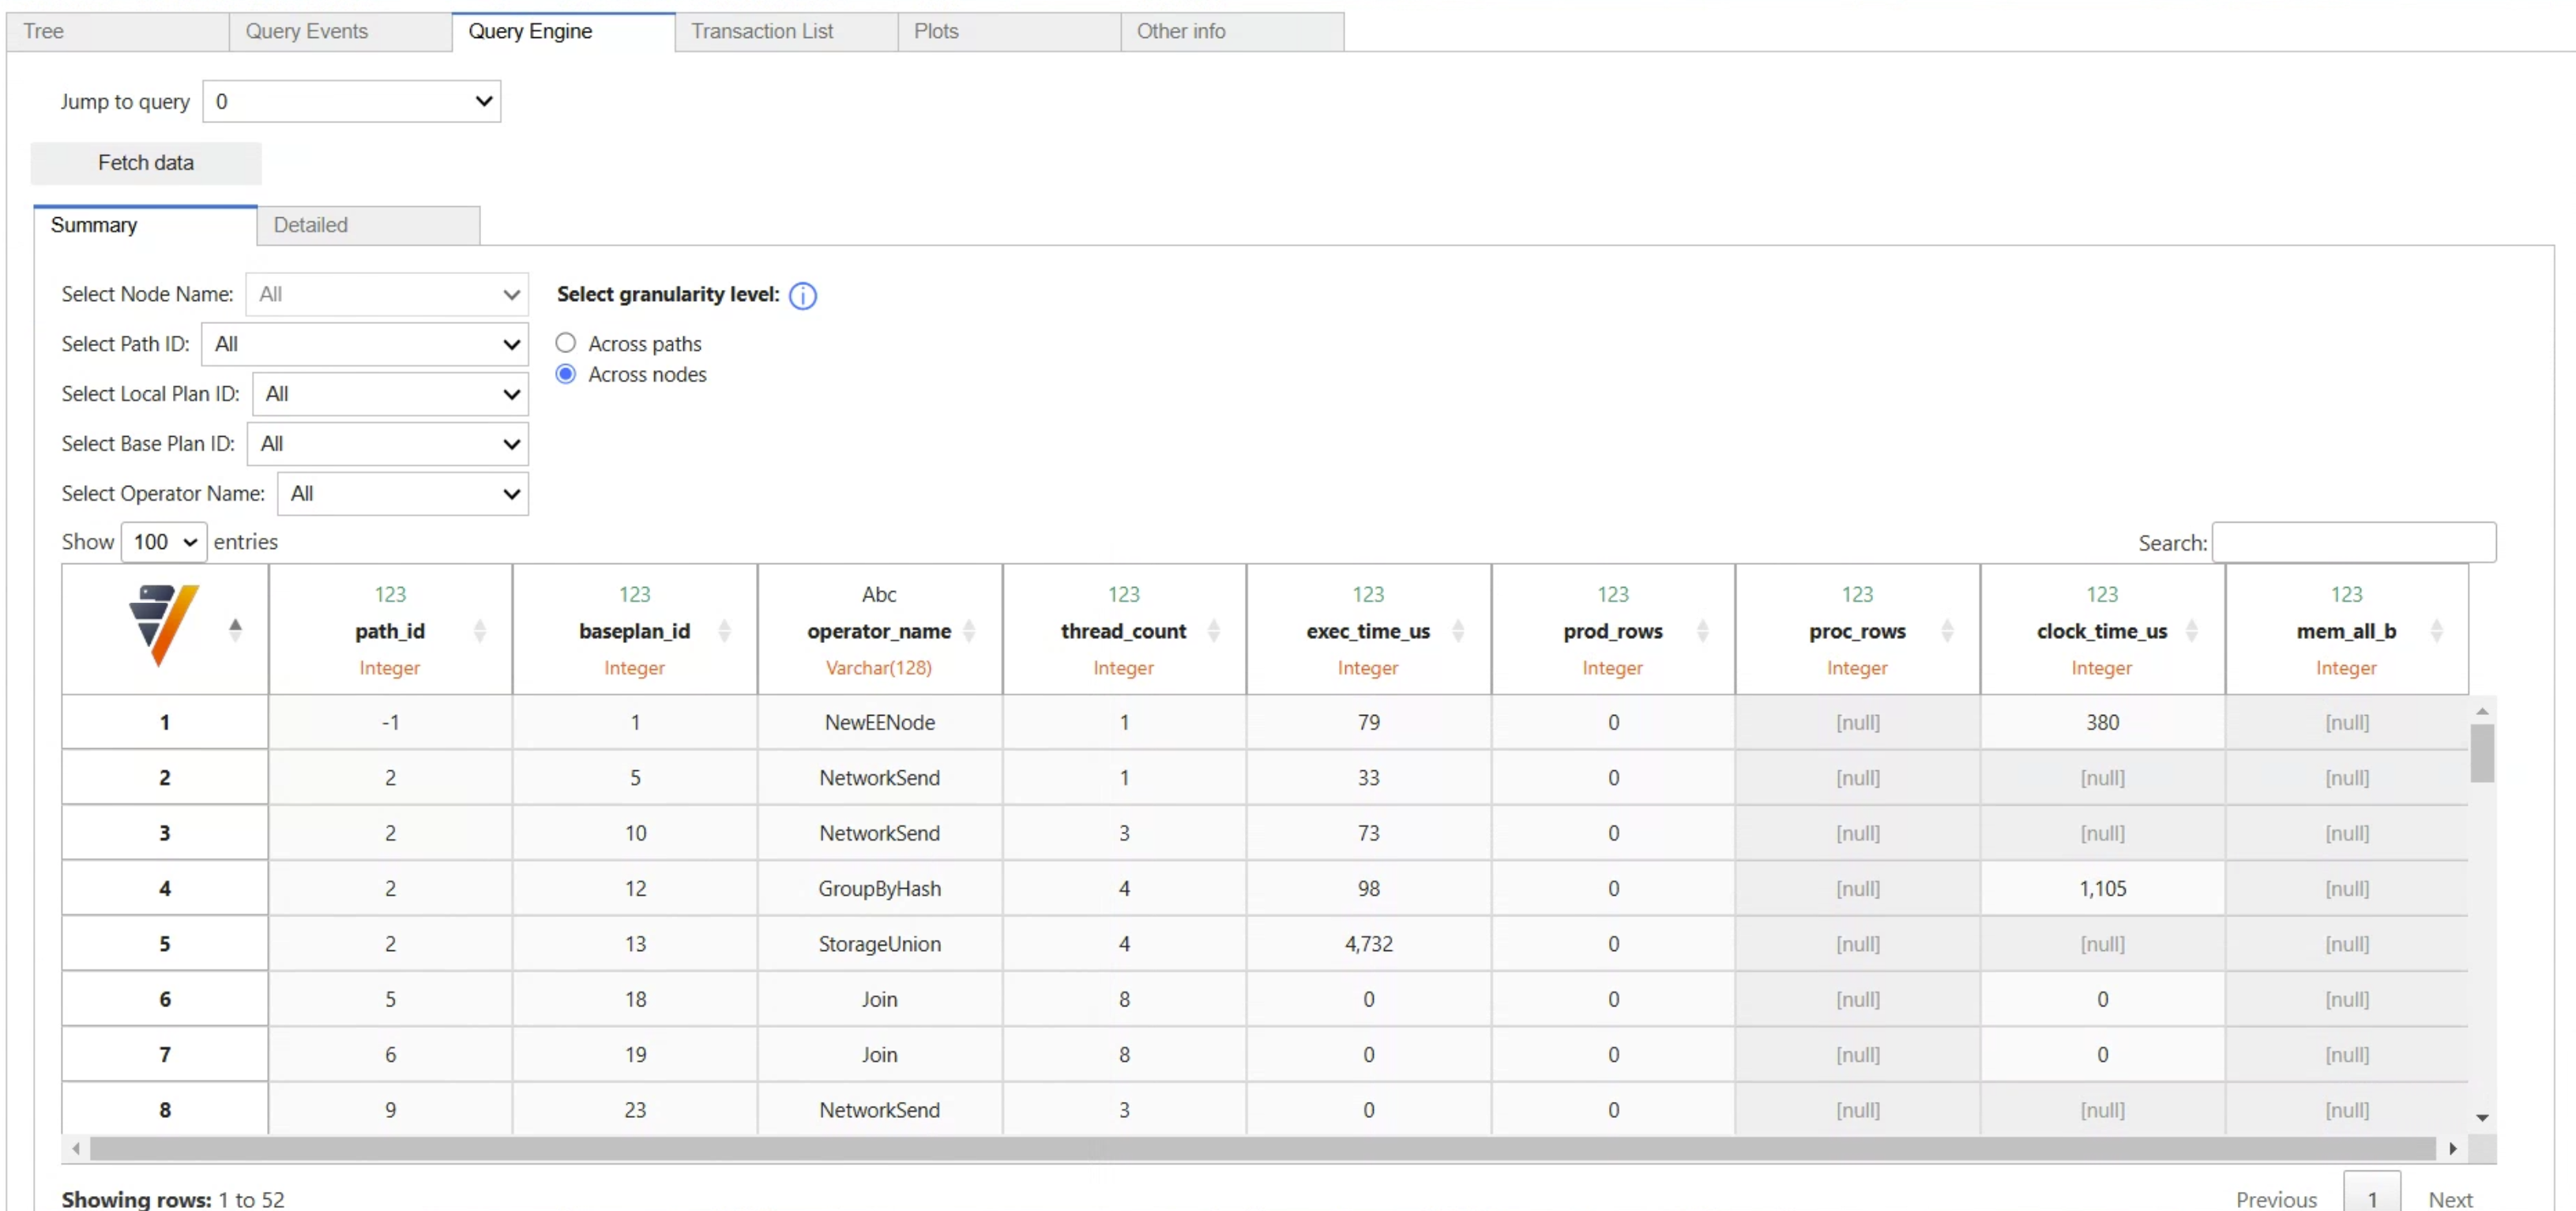 Tree Query Events Query Engine Transaction List Plots Other info
Jump to query 0
Fetch data
Summary Detailed
Select Node Name: All Select granularity level:
Select Path ID: All Across paths
Across nodes
Select Local Plan ID: All
Select Base Plan ID: All
Select Operator Name: All
Show 100 entries Search:
123 123 Abc 123 123 123 123 123 123
path_id baseplan_id operator_name thread_count exec_time_us prod_rows proc_rows clock_time_us mem_all_b
Integer Integer Varchar(128) Integer Integer Integer Integer Integer Integer
1 -1 1 NewEENode 1 79 0 [null] 380 [null]
2 2 5 NetworkSend 1 33 0 [null] [null] [null]
3 2 10 NetworkSend 3 73 0 [null] [null] [null]
4 2 12 GroupByHash 4 98 0 [null] 1,105 [null]
5 2 13 StorageUnion 4 4,732 0 [null] [null] [null]
6 5 18 Join 8 0 0 [null] 0 [null]
7 6 19 Join 8 0 0 [null] 0 [null]
8 9 23 NetworkSend 3 0 0 [null] [null] [null]
Showing rows: 1 to 52 Previous 1 Next